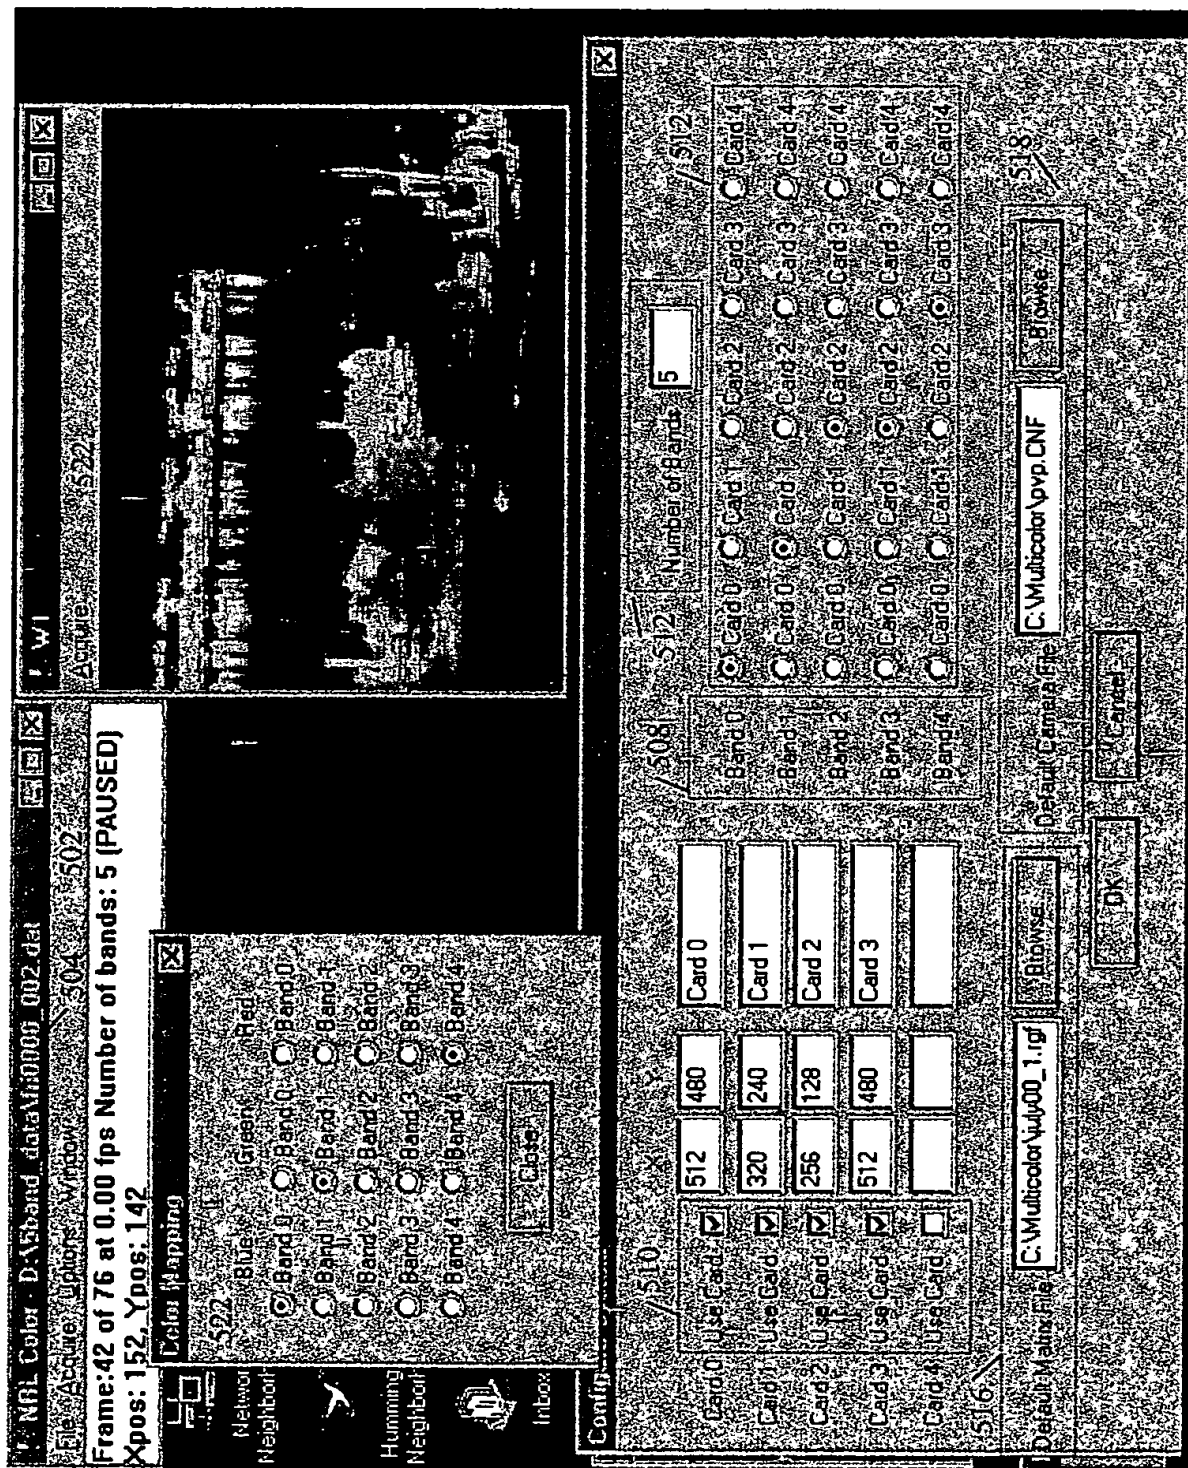 NRL Color - D:\5band_data\fri0000_002.dat
File Acquire Options Window 504 502
Frame:42 of 76 at 0.00 fps Number of bands: 5 (PAUSED)
Xpos: 152, Ypos: 142
W1
Acquire 522
Network
Neighborh
Humming
Neighborh
Inbox
Color Mapping
522
Blue Green Red
Band 0 Band 0 Band 0
Band 1 Band 1 Band 1
Band 2 Band 2 Band 2
Band 3 Band 3 Band 3
Band 4 Band 4 Band 4
Close
510 X Y 508 512 Number of Bands 5 512
Card 0 Use Card 512 480 Card 0 Band 0 Card 0 Card 1 Card 2 Card 3 Card 4
Card 1 Use Card 320 240 Card 1 Band 1 Card 0 Card 1 Card 2 Card 3 Card 4
Card 2 Use Card 256 128 Card 2 Band 2 Card 0 Card 1 Card 2 Card 3 Card 4
Card 3 Use Card 512 480 Card 3 Band 3 Card 0 Card 1 Card 2 Card 3 Card 4
Card 4 Use Card Band 4 Card 0 Card 1 Card 2 Card 3 Card 4
516 518
Default Matrix File C:\Multicolor\uly00_1.rgf Browse Default Camera File C:\Multicolor\pvp.CNF Browse
OK Cancel